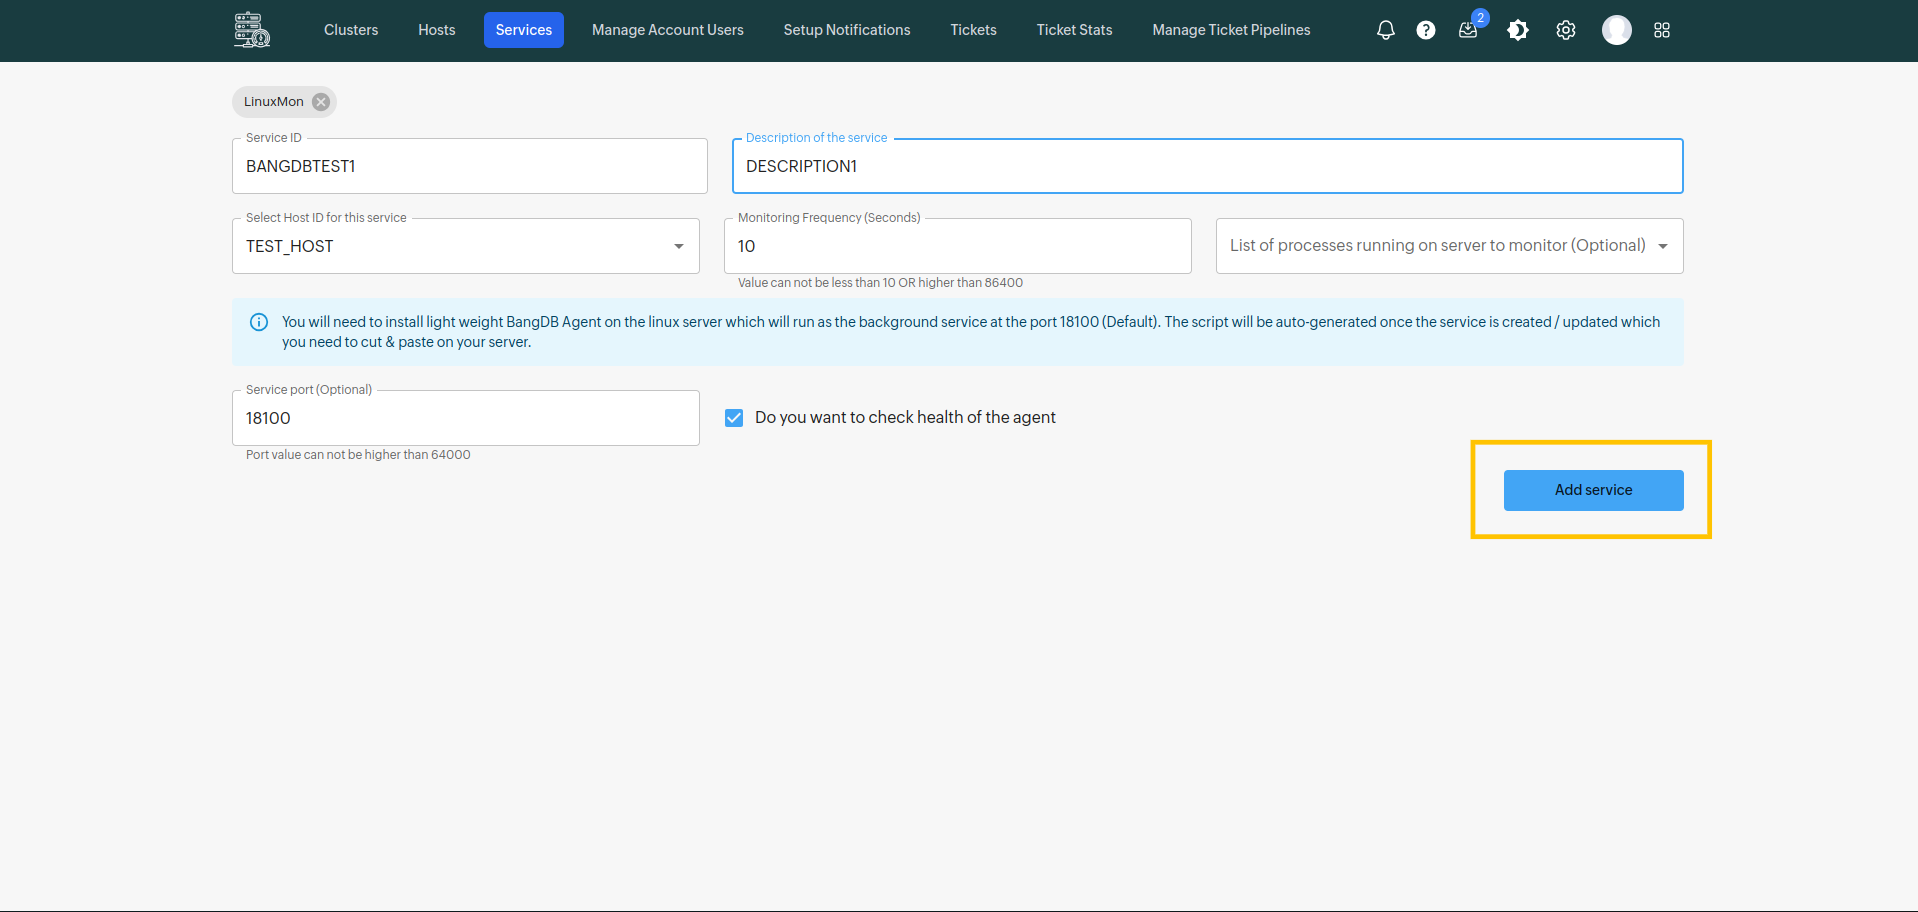 Clusters Hosts Services Manage Account Users Setup Notifications Tickets Ticket Stats Manage Ticket Pipelines ? 2
LinuxMon
Service ID Description of the service
BANGDBTEST1 DESCRIPTION1
Select Host ID for this service Monitoring Frequency (Seconds)
TEST_HOST 10 List of processes running on server to monitor (Optional)
Value can not be less than 10 OR higher than 86400
You will need to install light weight BangDB Agent on the linux server which will run as the background service at the port 18100 (Default). The script will be auto-generated once the service is created / updated which
you need to cut & paste on your server.
Service port (Optional)
18100 Do you want to check health of the agent
Port value can not be higher than 64000
Add service